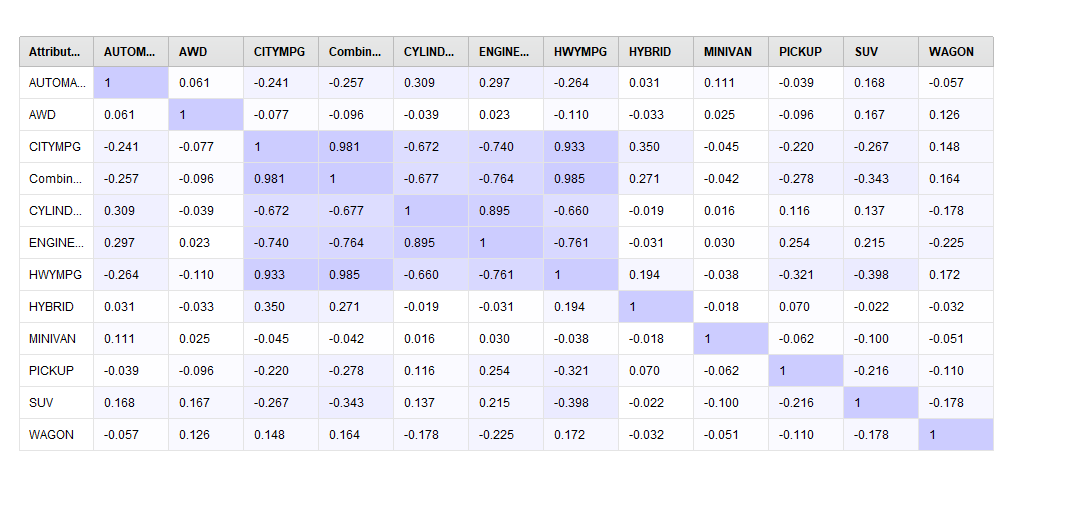 Attribut... AUTOM... AWD CITYMPG Combin... CYLIND... ENGINE... HWYMPG HYBRID MINIVAN PICKUP SUV WAGON
AUTOMA... 1 0.061 -0.241 -0.257 0.309 0.297 -0.264 0.031 0.111 -0.039 0.168 -0.057
AWD 0.061 1 -0.077 -0.096 -0.039 0.023 -0.110 -0.033 0.025 -0.096 0.167 0.126
CITYMPG -0.241 -0.077 1 0.981 -0.672 -0.740 0.933 0.350 -0.045 -0.220 -0.267 0.148
Combin... -0.257 -0.096 0.981 1 -0.677 -0.764 0.985 0.271 -0.042 -0.278 -0.343 0.164
CYLIND... 0.309 -0.039 -0.672 -0.677 1 0.895 -0.660 -0.019 0.016 0.116 0.137 -0.178
ENGINE... 0.297 0.023 -0.740 -0.764 0.895 1 -0.761 -0.031 0.030 0.254 0.215 -0.225
HWYMPG -0.264 -0.110 0.933 0.985 -0.660 -0.761 1 0.194 -0.038 -0.321 -0.398 0.172
HYBRID 0.031 -0.033 0.350 0.271 -0.019 -0.031 0.194 1 -0.018 0.070 -0.022 -0.032
MINIVAN 0.111 0.025 -0.045 -0.042 0.016 0.030 -0.038 -0.018 1 -0.062 -0.100 -0.051
PICKUP -0.039 -0.096 -0.220 -0.278 0.116 0.254 -0.321 0.070 -0.062 1 -0.216 -0.110
SUV 0.168 0.167 -0.267 -0.343 0.137 0.215 -0.398 -0.022 -0.100 -0.216 1 -0.178
WAGON -0.057 0.126 0.148 0.164 -0.178 -0.225 0.172 -0.032 -0.051 -0.110 -0.178 1